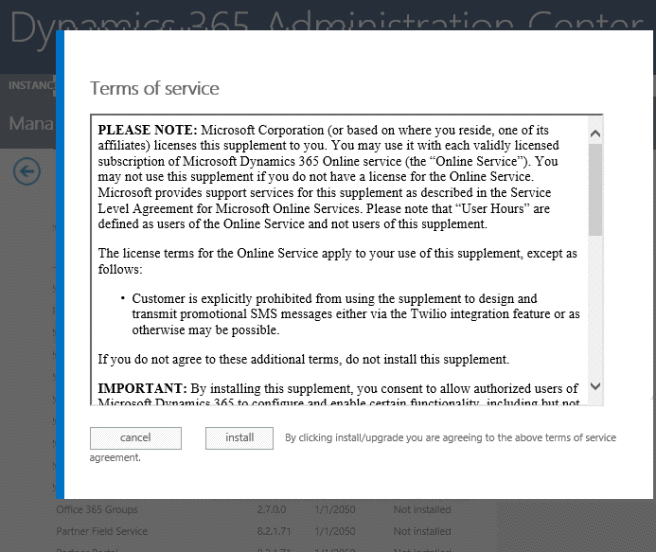 Dynamics 365 Administration Center
INSTANC
Mana
Terms of service
PLEASE NOTE: Microsoft Corporation (or based on where you reside, one of its
affiliates) licenses this supplement to you. You may use it with each validly licensed
subscription of Microsoft Dynamics 365 Online service (the “Online Service”). You
may not use this supplement if you do not have a license for the Online Service.
Microsoft provides support services for this supplement as described in the Service
Level Agreement for Microsoft Online Services. Please note that “User Hours” are
defined as users of the Online Service and not users of this supplement.
The license terms for the Online Service apply to your use of this supplement, except as
follows:
• Customer is explicitly prohibited from using the supplement to design and
transmit promotional SMS messages either via the Twilio integration feature or as
otherwise may be possible.
If you do not agree to these additional terms, do not install this supplement.
IMPORTANT: By installing this supplement, you consent to allow authorized users of
Microsoft Dynamics 365 to configure and enable certain functionality, including but not
cancel install By clicking install/upgrade you are agreeing to the above terms of service
agreement.
Office 365 Groups 2.7.0.0 1/1/2050 Not installed
Partner Field Service 8.2.1.71 1/1/2050 Not installed
Partner Portal 8.2.1.71 1/1/2050 Not installed